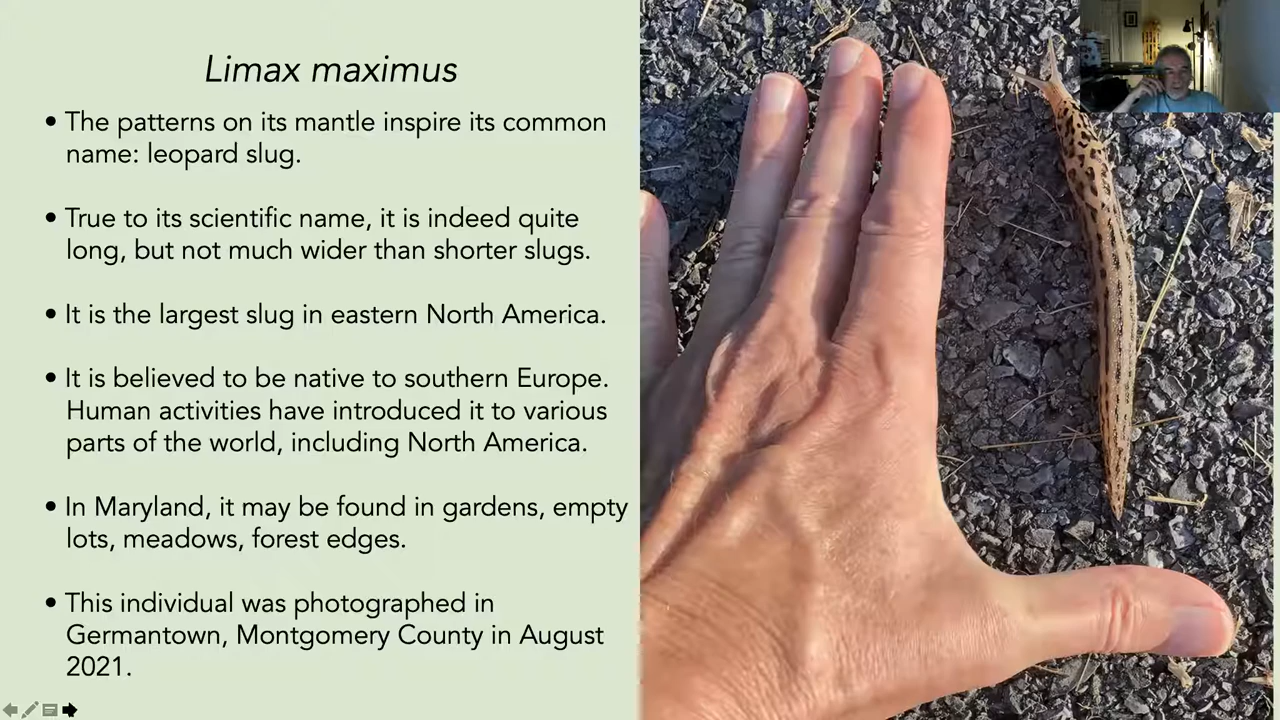 Limax maximus
• The patterns on its mantle inspire its common
name: leopard slug.
• True to its scientific name, it is indeed quite
long, but not much wider than shorter slugs.
• It is the largest slug in eastern North America.
• It is believed to be native to southern Europe.
Human activities have introduced it to various
parts of the world, including North America.
• In Maryland, it may be found in gardens, empty
lots, meadows, forest edges.
• This individual was photographed in
Germantown, Montgomery County in August
2021.